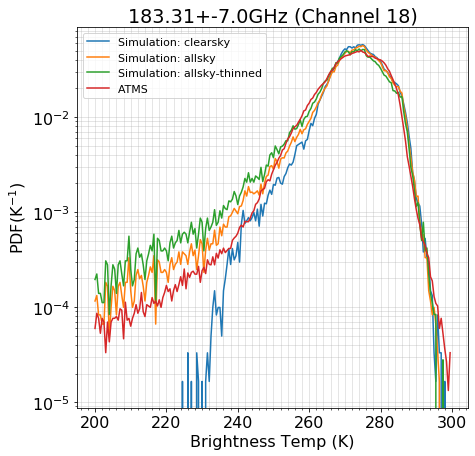 183.31+-7.0GHz (Channel 18)
Simulation: clearsky
Simulation: allsky
Simulation: allsky-thinned
ATMS
PDF(K⁻¹)
10⁻²
10⁻³
10⁻⁴
10⁻⁵
200 220 240 260 280 300
Brightness Temp (K)